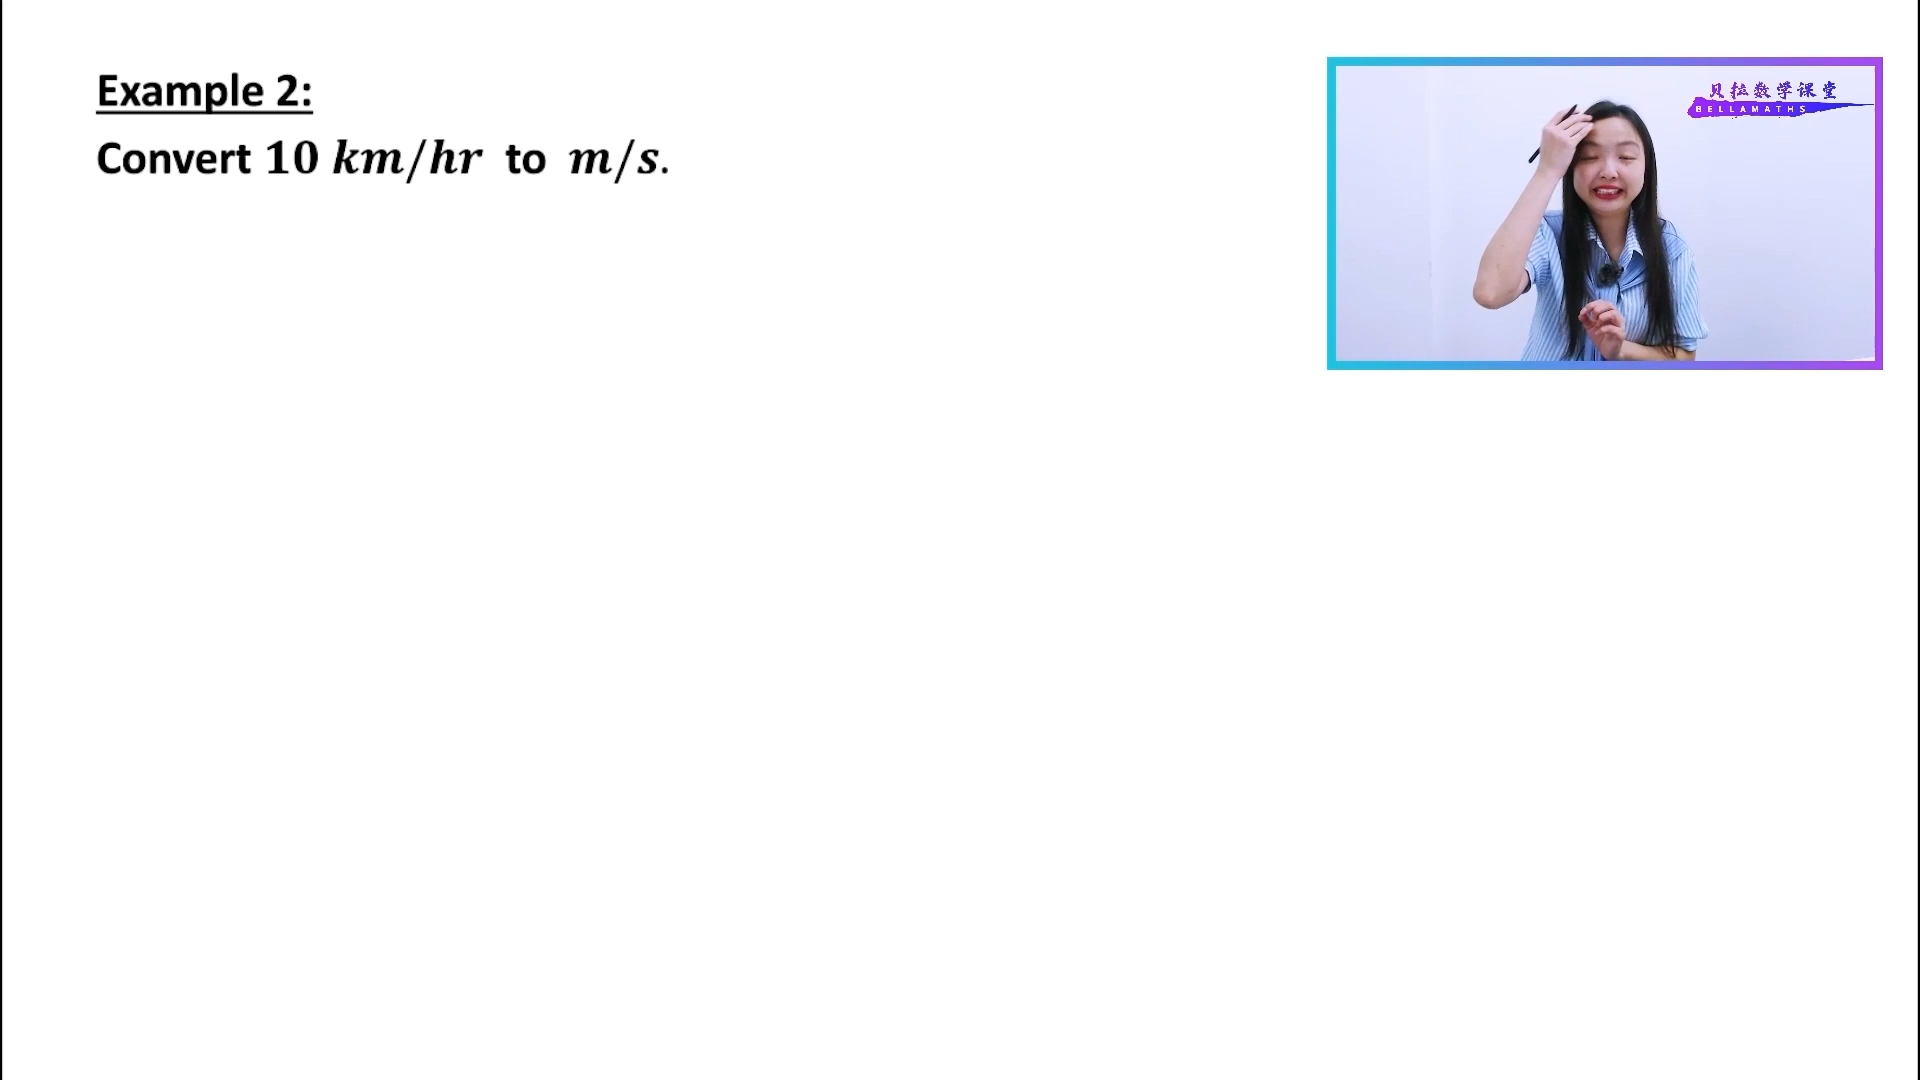 Example 2:
Convert 10 km/hr to m/s.
贝拉数学课堂
BELLAMATHS